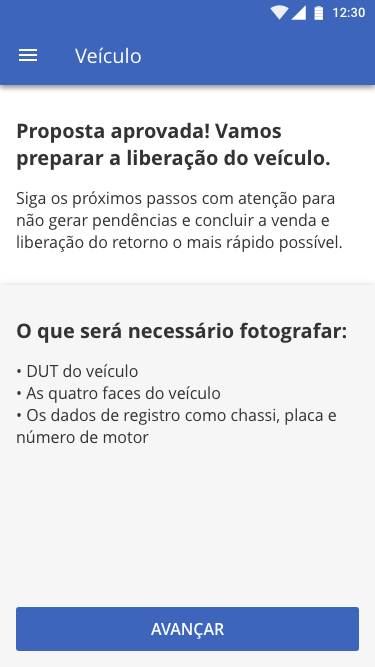 12:30
Veículo
Proposta aprovada! Vamos
preparar a liberação do veículo.
Siga os próximos passos com atenção para
não gerar pendências e concluir a venda e
liberação do retorno o mais rápido possível.
O que será necessário fotografar:
• DUT do veículo
• As quatro faces do veículo
• Os dados de registro como chassi, placa e
número de motor
AVANÇAR